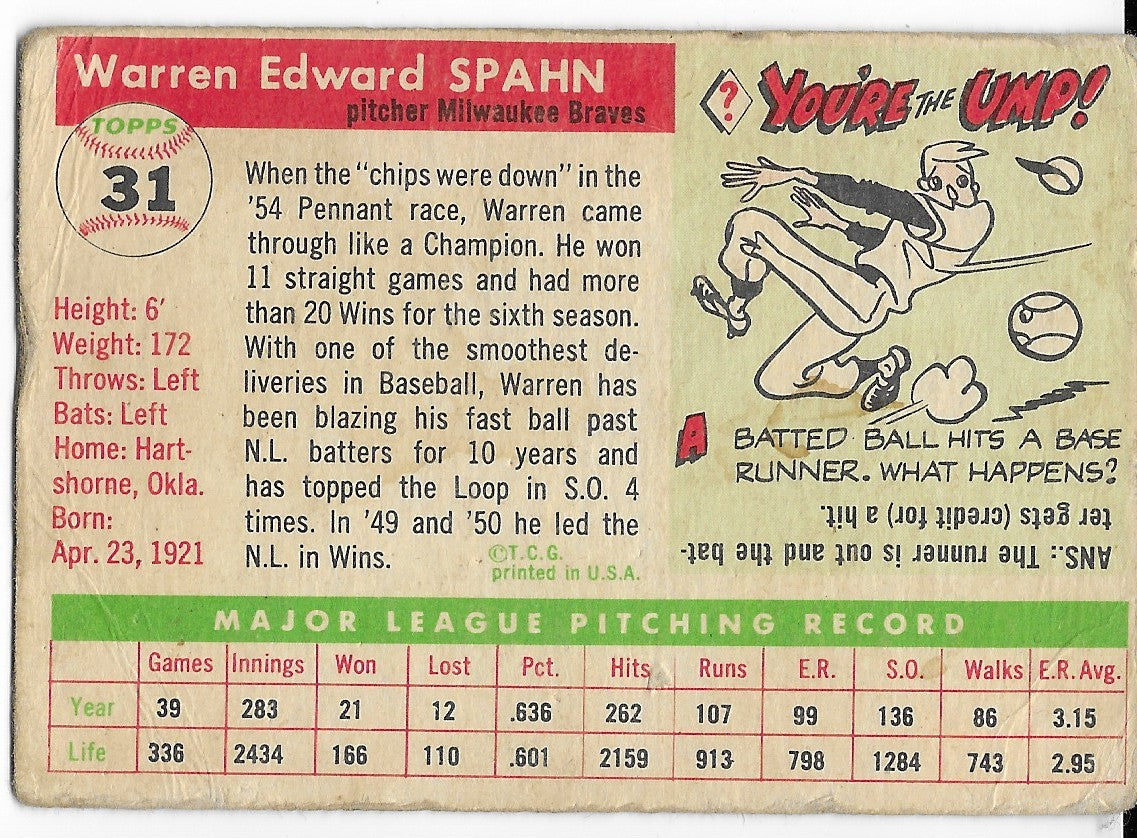 Warren Edward SPAHN
pitcher Milwaukee Braves
TOPPS
31
Height: 6'
Weight: 172
Throws: Left
Bats: Left
Home: Hart-
shorne, Okla.
Born:
Apr. 23, 1921
When the "chips were down" in the
'54 Pennant race, Warren came
through like a Champion. He won
11 straight games and had more
than 20 Wins for the sixth season.
With one of the smoothest de-
liveries in Baseball, Warren has
been blazing his fast ball past
N.L. batters for 10 years and
has topped the Loop in S.O. 4
times. In '49 and '50 he led the
N.L. in Wins.
©T.C.G.
printed in U.S.A.
? YOU'RE THE UMP!
A BATTED BALL HITS A BASE
RUNNER. WHAT HAPPENS?
ANS.: The runner is out and the bat-
ter gets (credit for) a hit.
MAJOR LEAGUE PITCHING RECORD
Games Innings Won Lost Pct. Hits Runs E.R. S.O. Walks E.R. Avg.
Year 39 283 21 12 .636 262 107 99 136 86 3.15
Life 336 2434 166 110 .601 2159 913 798 1284 743 2.95